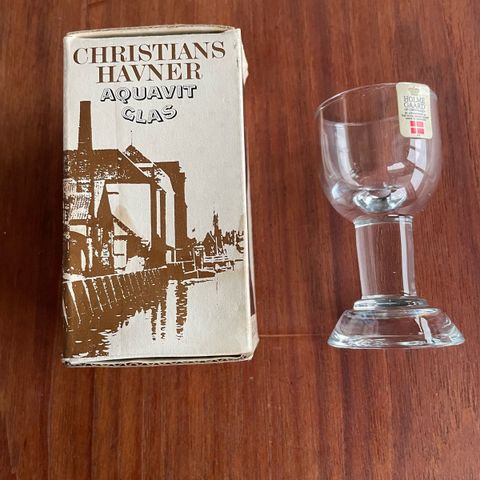 CHRISTIANS
HAVNER
AQUAVIT
GLAS
HOLME
GAARD